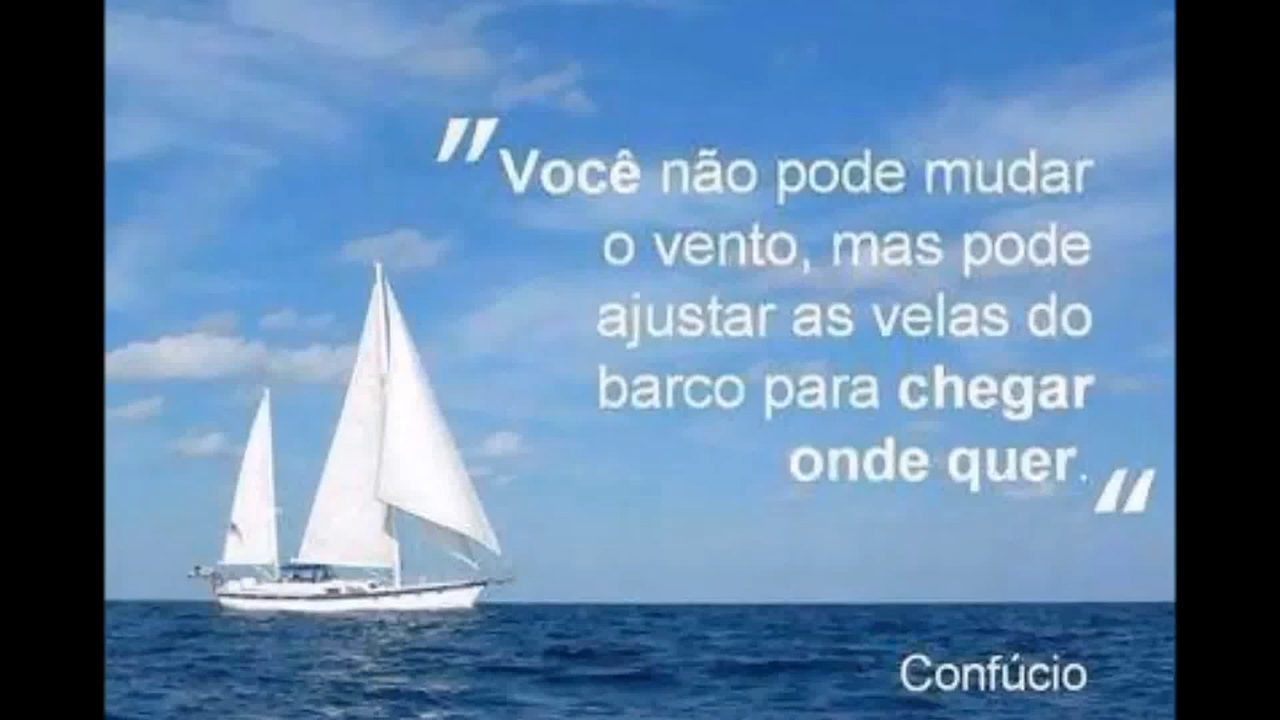 "Você não pode mudar
o vento, mas pode
ajustar as velas do
barco para chegar
onde quer."
Confúcio